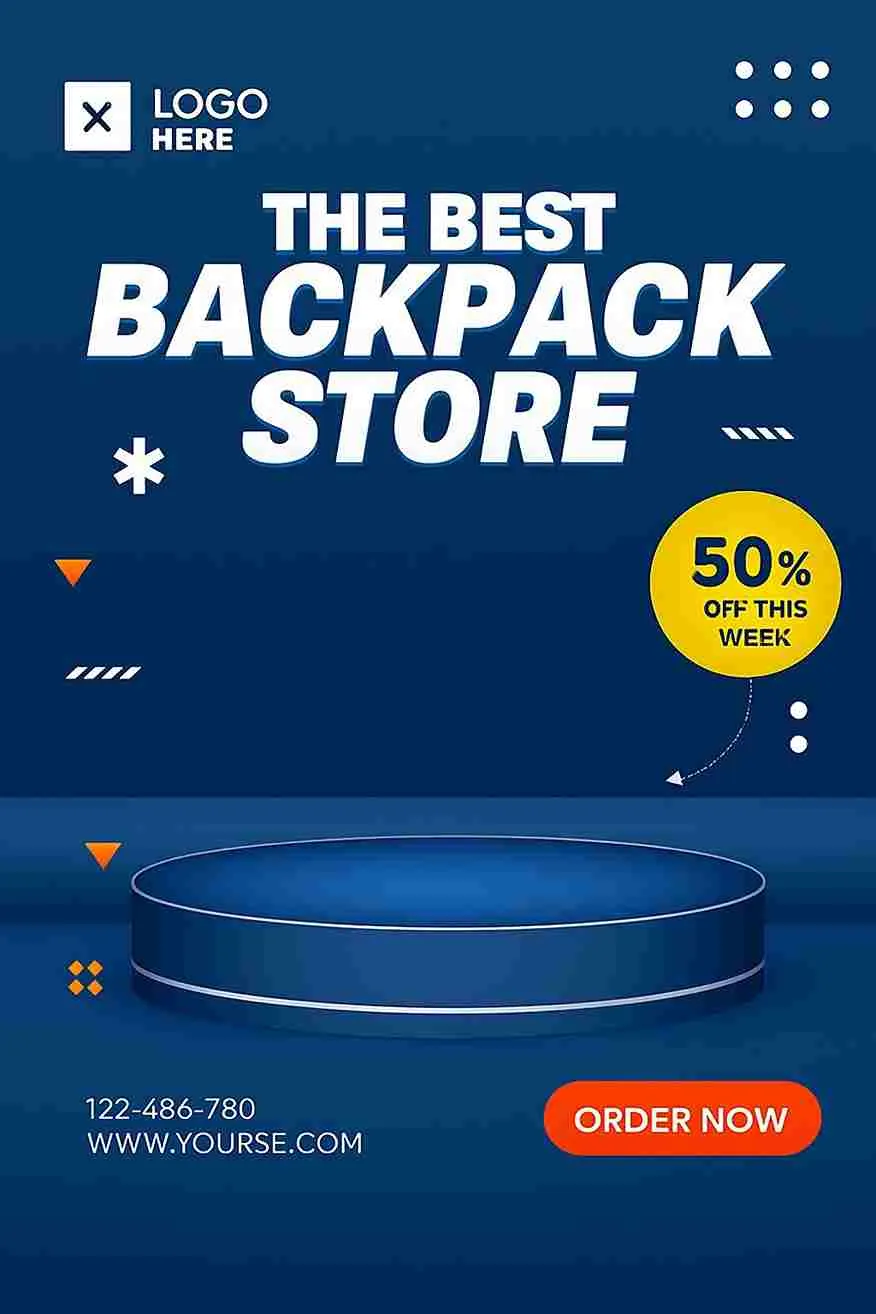 LOGO
HERE
THE BEST
BACKPACK
STORE
50%
OFF THIS
WEEK
122-486-780
WWW.YOURSE.COM
ORDER NOW